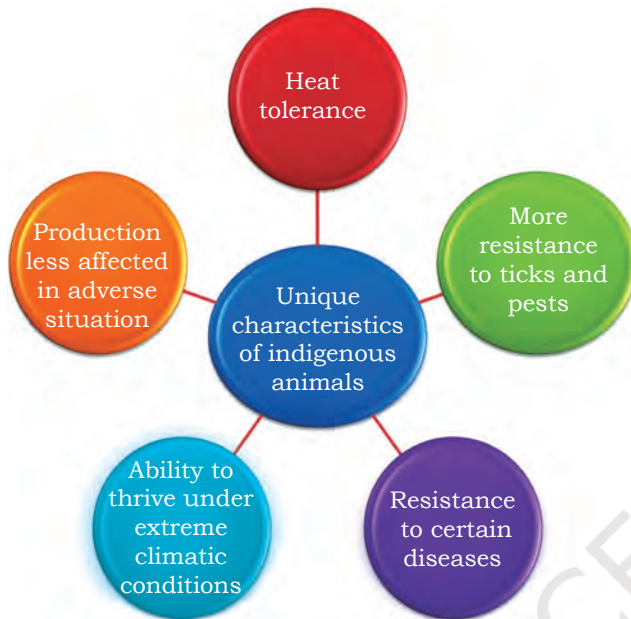 Heat
tolerance
More
resistance
to ticks and
pests
Production
less affected
in adverse
situation
Unique
characteristics
of indigenous
animals
Ability to
thrive under
extreme
climatic
conditions
Resistance
to certain
diseases